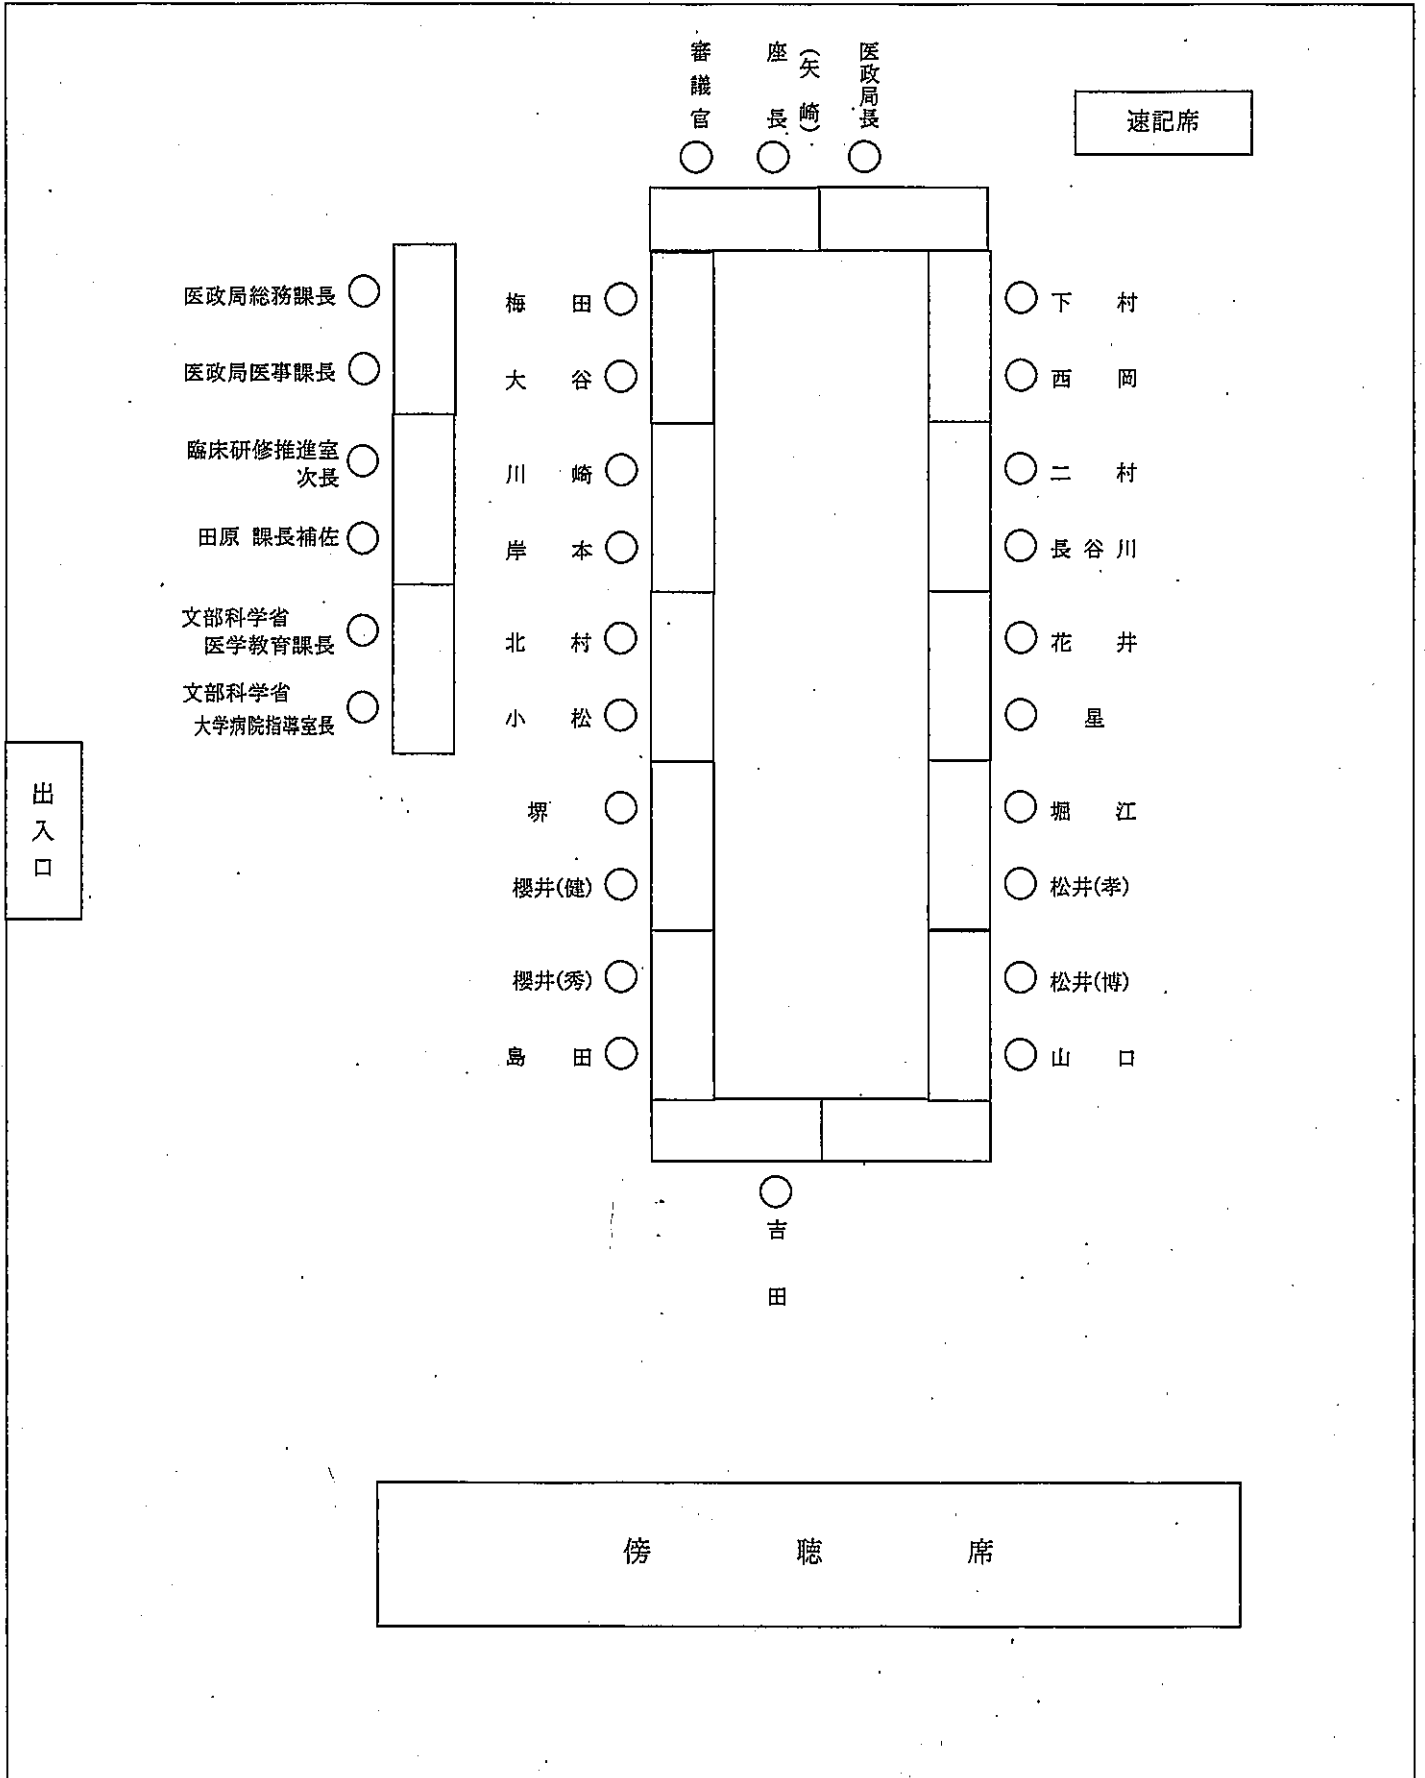 審議官
座長
(矢崎)
医政局長
速記席
医政局総務課長
医政局医事課長
臨床研修推進室
次長
田原 課長補佐
文部科学省
医学教育課長
文部科学省
大学病院指導室長
出入口
梅田
大谷
川崎
岸本
北村
小松
堺
櫻井(健)
櫻井(秀)
島田
下村
西岡
二村
長谷川
花井
星
堀江
松井(孝)
松井(博)
山口
吉田
傍聴席